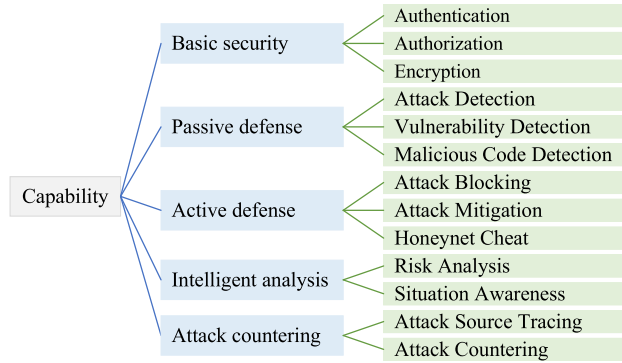 Capability
Basic security
Authentication
Authorization
Encryption
Passive defense
Attack Detection
Vulnerability Detection
Malicious Code Detection
Active defense
Attack Blocking
Attack Mitigation
Honeynet Cheat
Intelligent analysis
Risk Analysis
Situation Awareness
Attack countering
Attack Source Tracing
Attack Countering